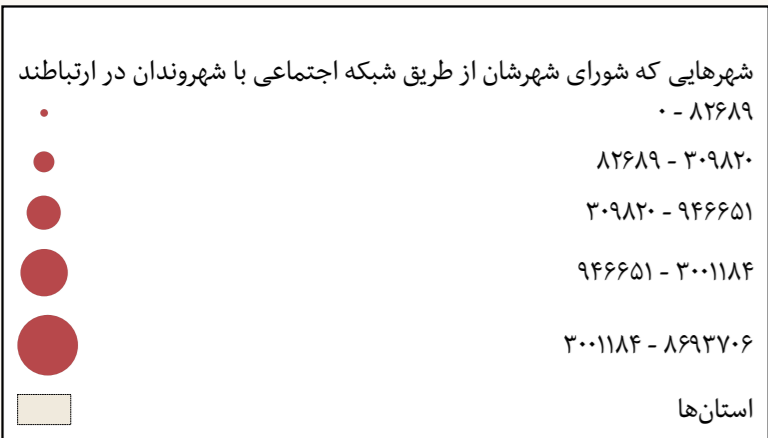 شهرهایی که شورای شهرشان از طریق شبکه اجتماعی با شهروندان در ارتباطند
۰ - ۸۲۶۸۹
۸۲۶۸۹ - ۳۰۹۸۲۰
۳۰۹۸۲۰ - ۹۴۶۶۵۱
۹۴۶۶۵۱ - ۳۰۰۱۱۸۴
۳۰۰۱۱۸۴ - ۸۶۹۳۷۰۶
استان‌ها